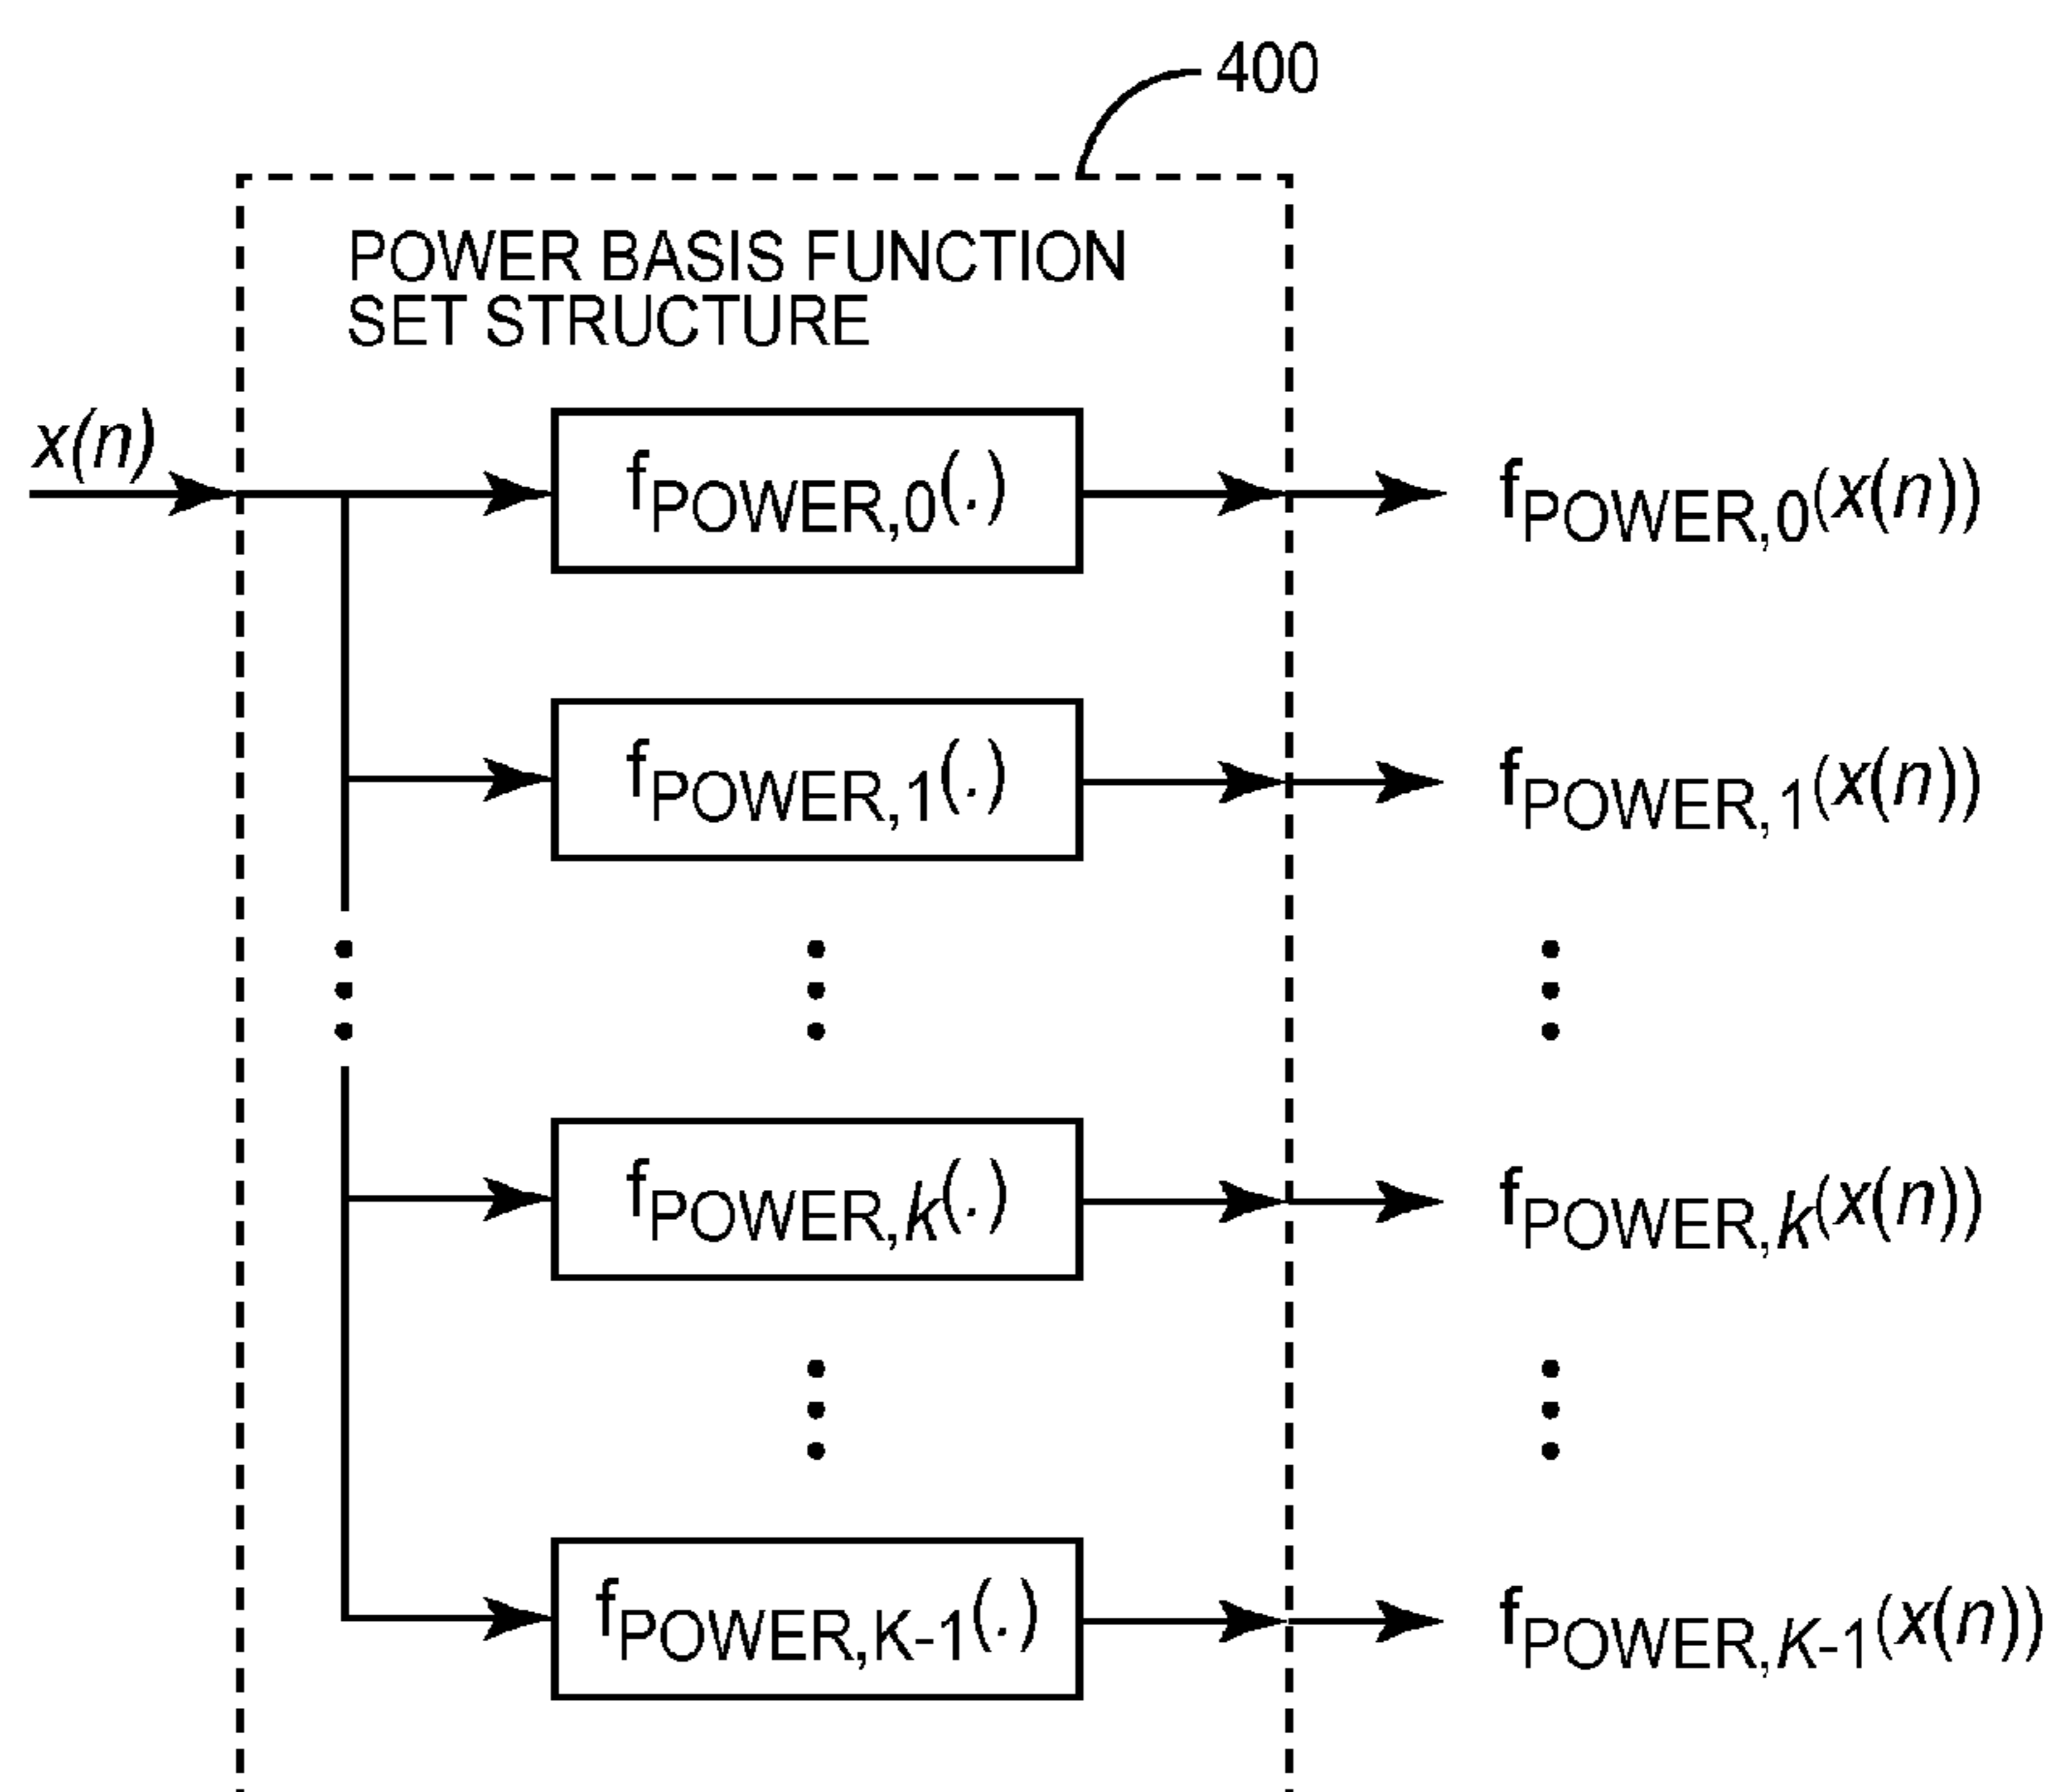 400
POWER BASIS FUNCTION
SET STRUCTURE
x(n)
fPOWER,0(.)
fPOWER,0(x(n))
fPOWER,1(.)
fPOWER,1(x(n))
fPOWER,k(.)
fPOWER,k(x(n))
fPOWER,K-1(.)
fPOWER,K-1(x(n))